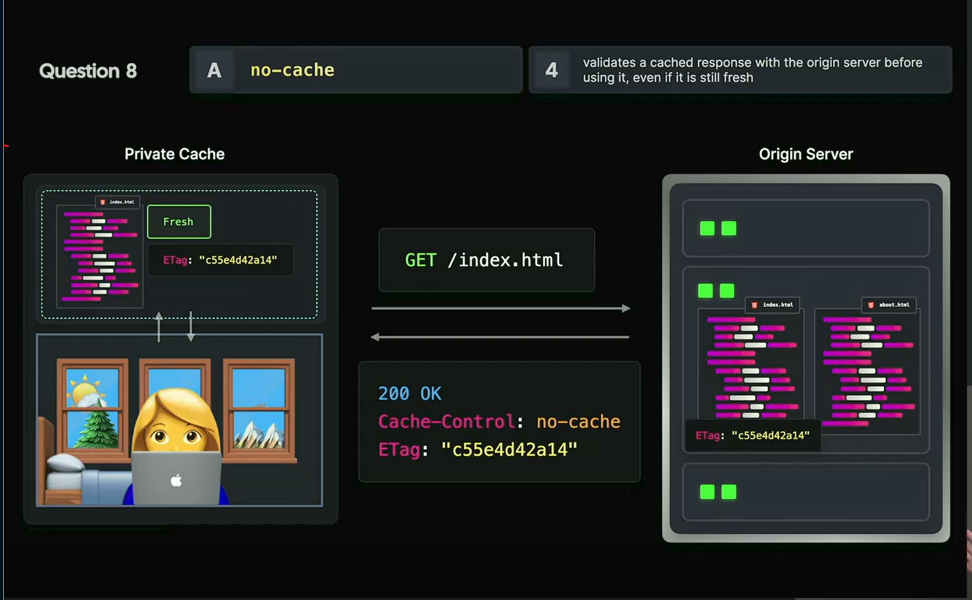 Question 8
A
no-cache
4
validates a cached response with the origin server before
using it, even if it is still fresh
Private Cache
Origin Server
index.html
Fresh
ETag: "c55e4d42a14"
GET /index.html
200 OK
Cache-Control: no-cache
ETag: "c55e4d42a14"
index.html
about.html
ETag: "c55e4d42a14"